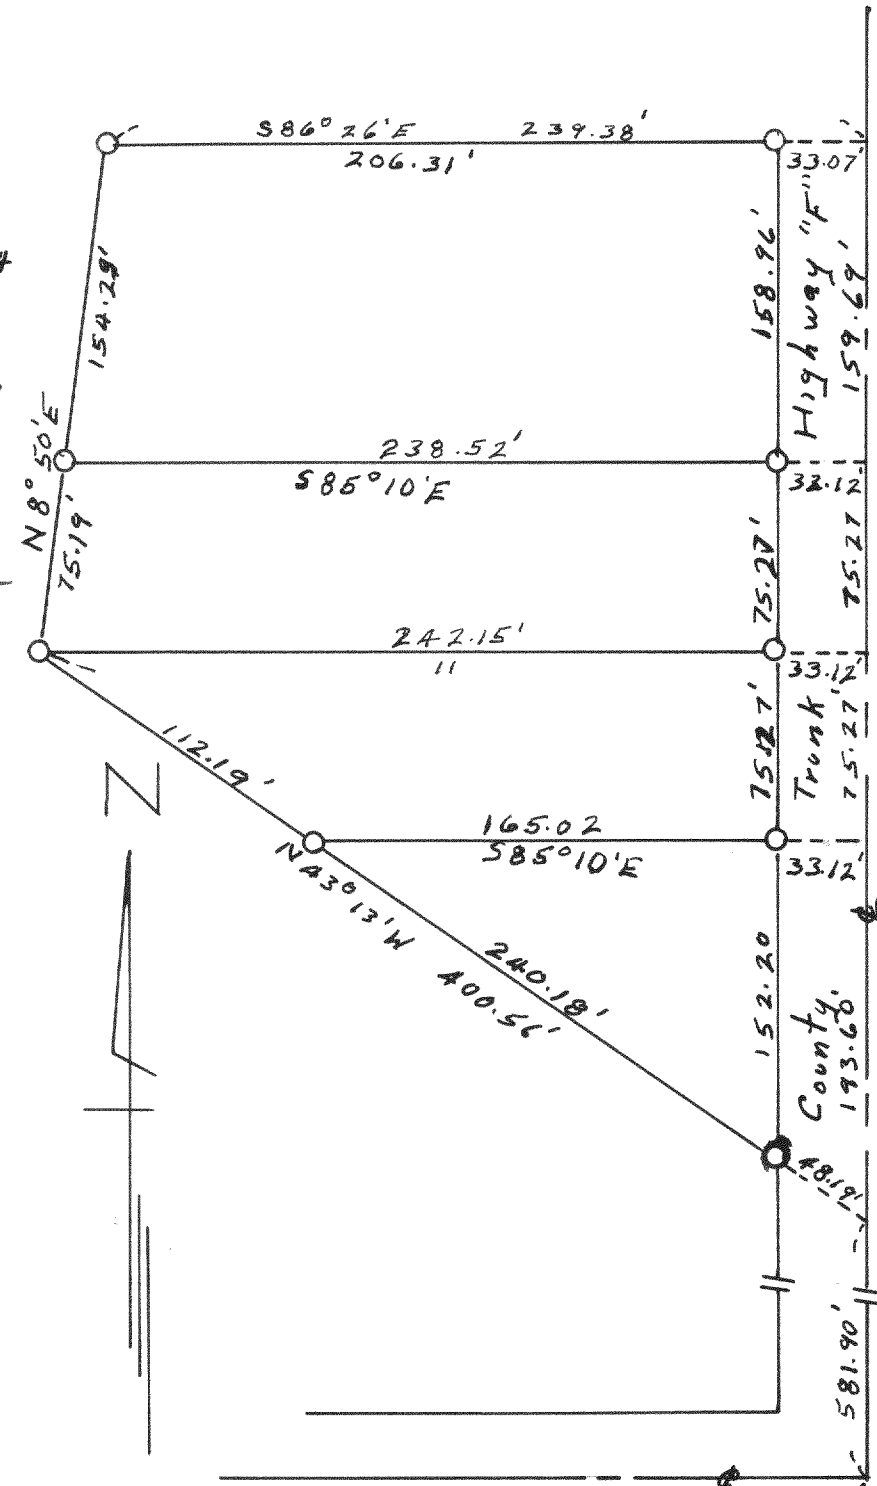 S86°26'E 239.38'
206.31'
33.07'
154.29'
158.96'
Highway "F"
159.69'
N8°50'E
238.52'
S85°10'E
33.12'
75.19'
75.27'
75.27
242.15'
"
33.12'
112.19'
N
75.27'
Trunk
75.27'
165.02
S85°10'E
33.12'
N43°13'W 400.56'
240.18'
152.20
County
193.60'
48.19'
581.90'